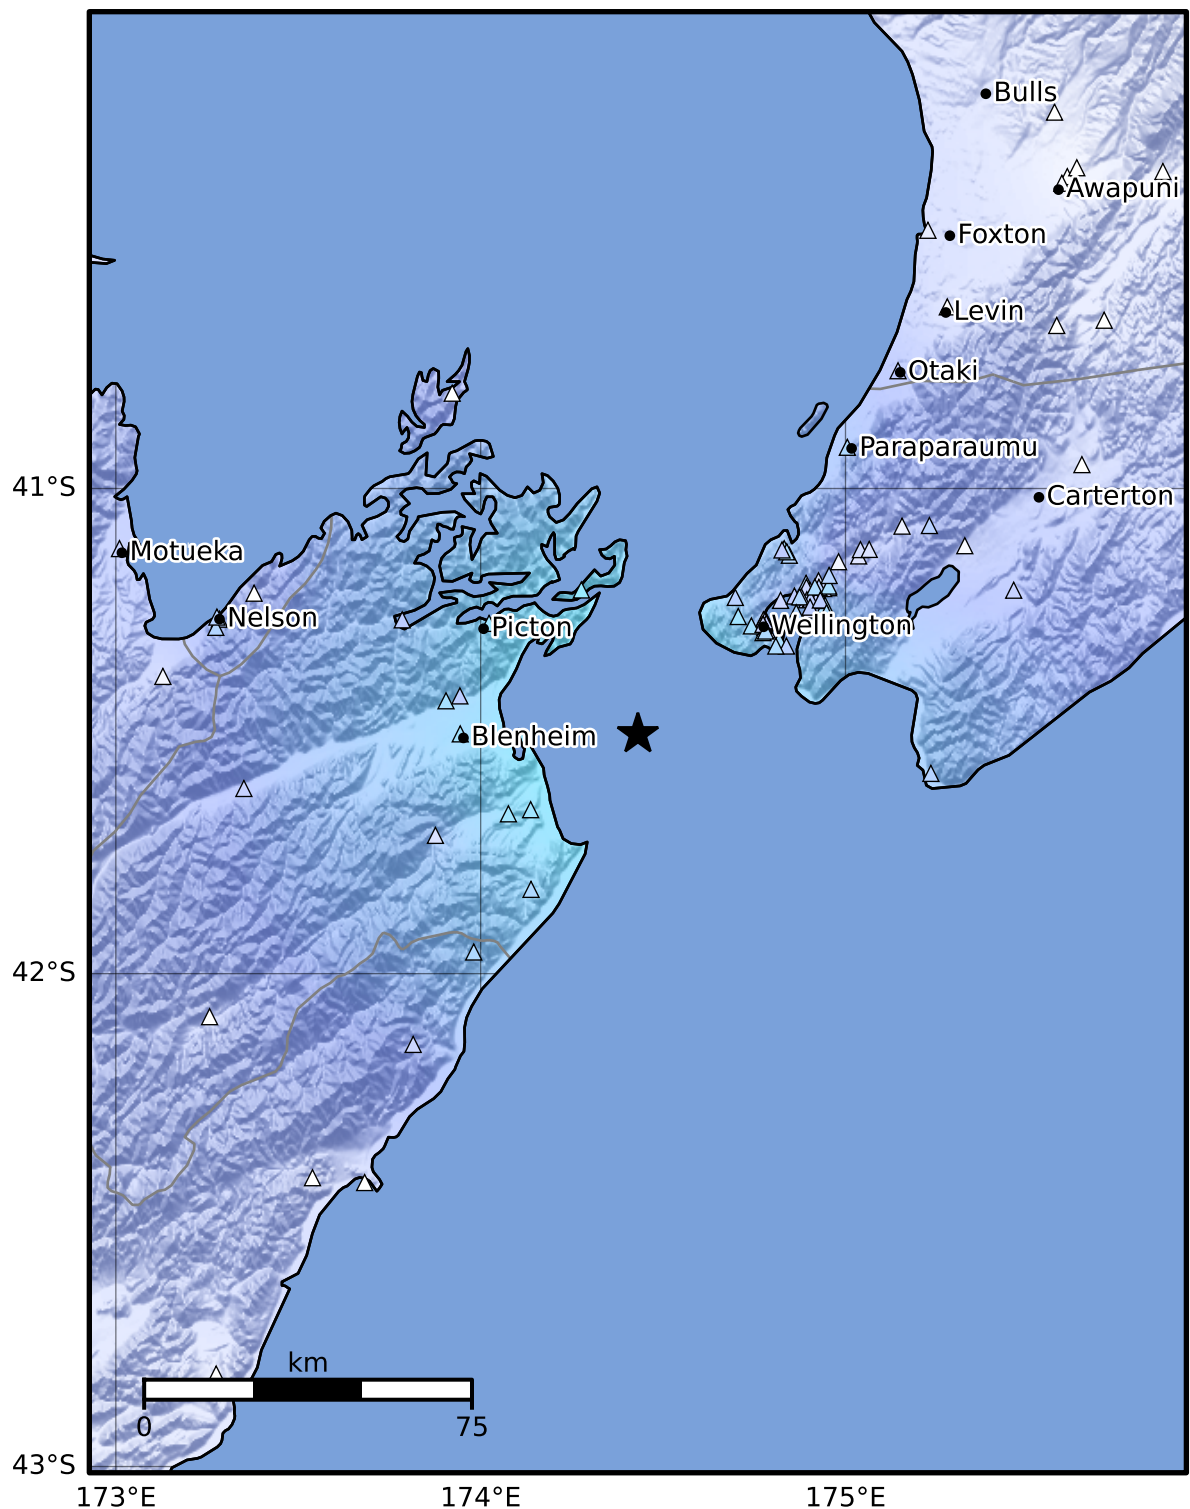 Bulls
Awapuni
Foxton
Levin
Otaki
Paraparaumu
41°S
Carterton
Motueka
Nelson
Picton
Wellington
Blenheim
42°S
km
0
75
43°S
173°E
174°E
175°E